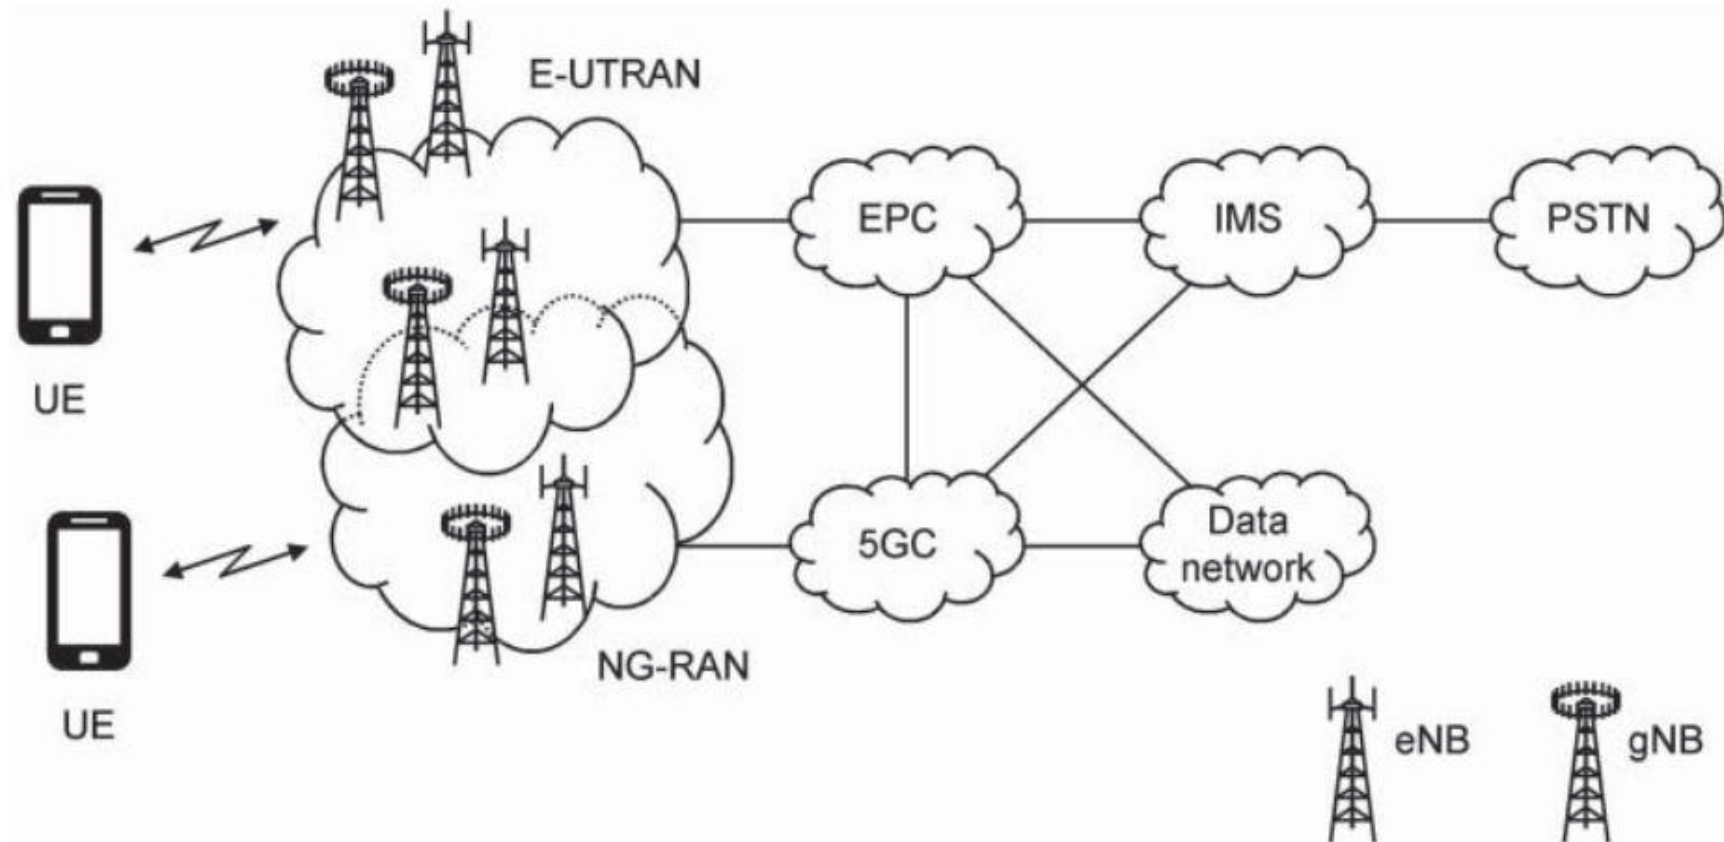 E-UTRAN
EPC
IMS
PSTN
UE
5GC
Data
network
NG-RAN
UE
eNB
gNB